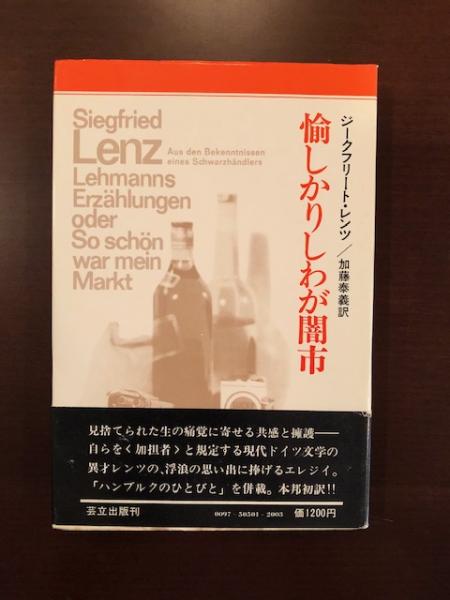 Siegfried
Lenz
Aus den Bekenntnissen
eines Schwarzhändlers
Lehmanns
Erzählungen
oder
So schön
war mein
Markt
ジークフリート・レンツ／加藤泰義訳
愉しかりしわが闇市
見捨てられた生の痛覚に寄せる共感と擁護──
自らを〈加担者〉と規定する現代ドイツ文学の
異才レンツの、浮浪の思い出に捧げるエレジイ。
「ハンブルクのひとびと」を併載。本邦初訳!!
芸立出版刊
0097-50501-2005
価1200円